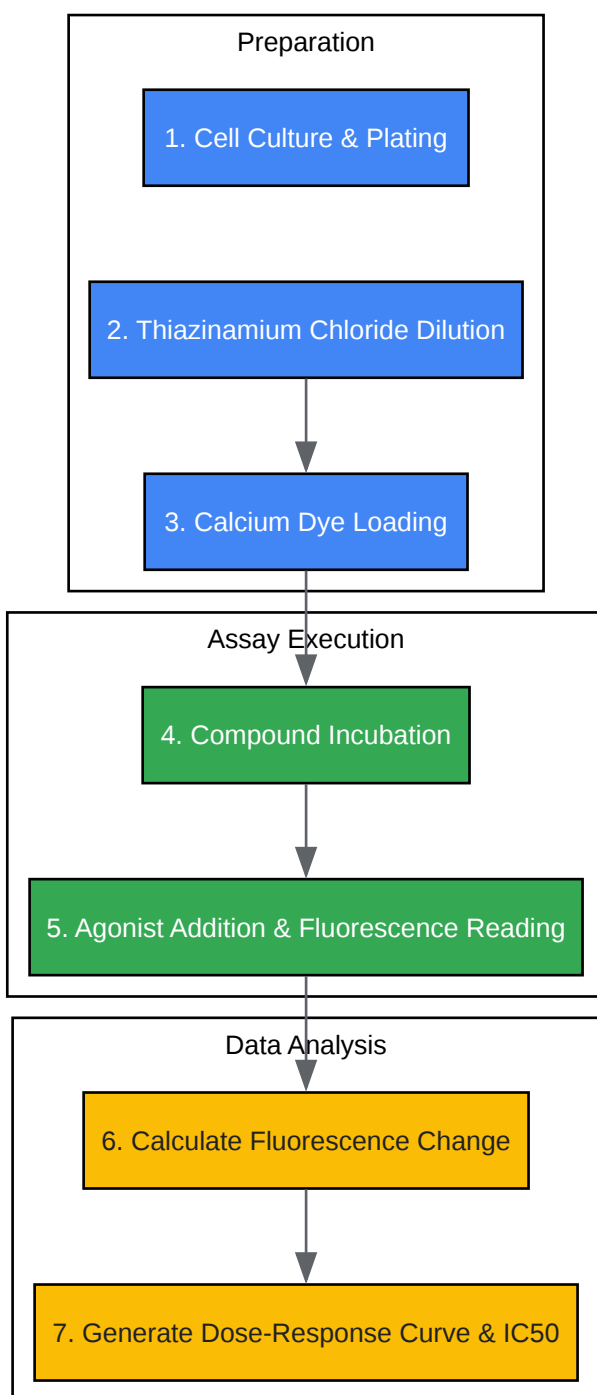 Preparation
1. Cell Culture & Plating
2. Thiazinamium Chloride Dilution
3. Calcium Dye Loading
Assay Execution
4. Compound Incubation
5. Agonist Addition & Fluorescence Reading
Data Analysis
6. Calculate Fluorescence Change
7. Generate Dose-Response Curve & IC50